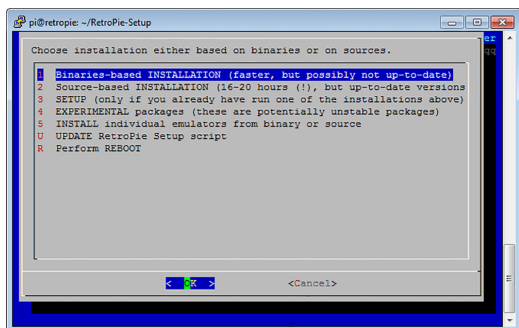 pi@retropie: ~/RetroPie-Setup
er
Choose installation either based on binaries or on sources.
qq
1 Binaries-based INSTALLATION (faster, but possibly not up-to-date)
2 Source-based INSTALLATION (16-20 hours (!), but up-to-date versions
3 SETUP (only if you already have run one of the installations above)
4 EXPERIMENTAL packages (these are potentially unstable packages)
5 INSTALL individual emulators from binary or source
U UPDATE RetroPie Setup script
R Perform REBOOT
< OK > <Cancel>